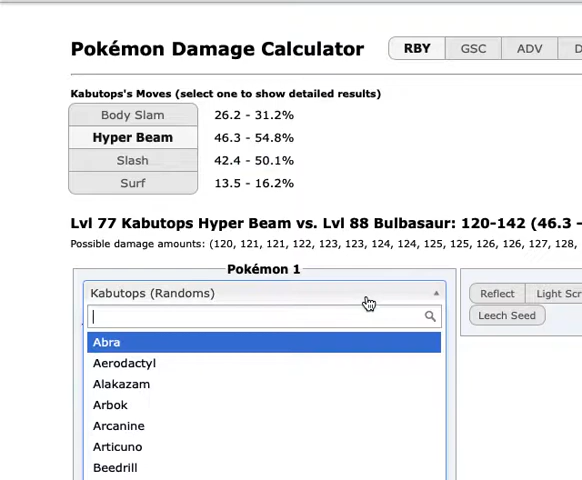 Pokémon Damage Calculator
RBY GSC ADV
Kabutops's Moves (select one to show detailed results)
Body Slam 26.2 - 31.2%
Hyper Beam 46.3 - 54.8%
Slash 42.4 - 50.1%
Surf 13.5 - 16.2%
Lvl 77 Kabutops Hyper Beam vs. Lvl 88 Bulbasaur: 120-142 (46.3 -
Possible damage amounts: (120, 121, 121, 122, 123, 123, 124, 124, 125, 125, 126, 126, 127, 128,
Pokémon 1
Kabutops (Randoms)
Reflect Light Scr
Leech Seed
Abra
Aerodactyl
Alakazam
Arbok
Arcanine
Articuno
Beedrill